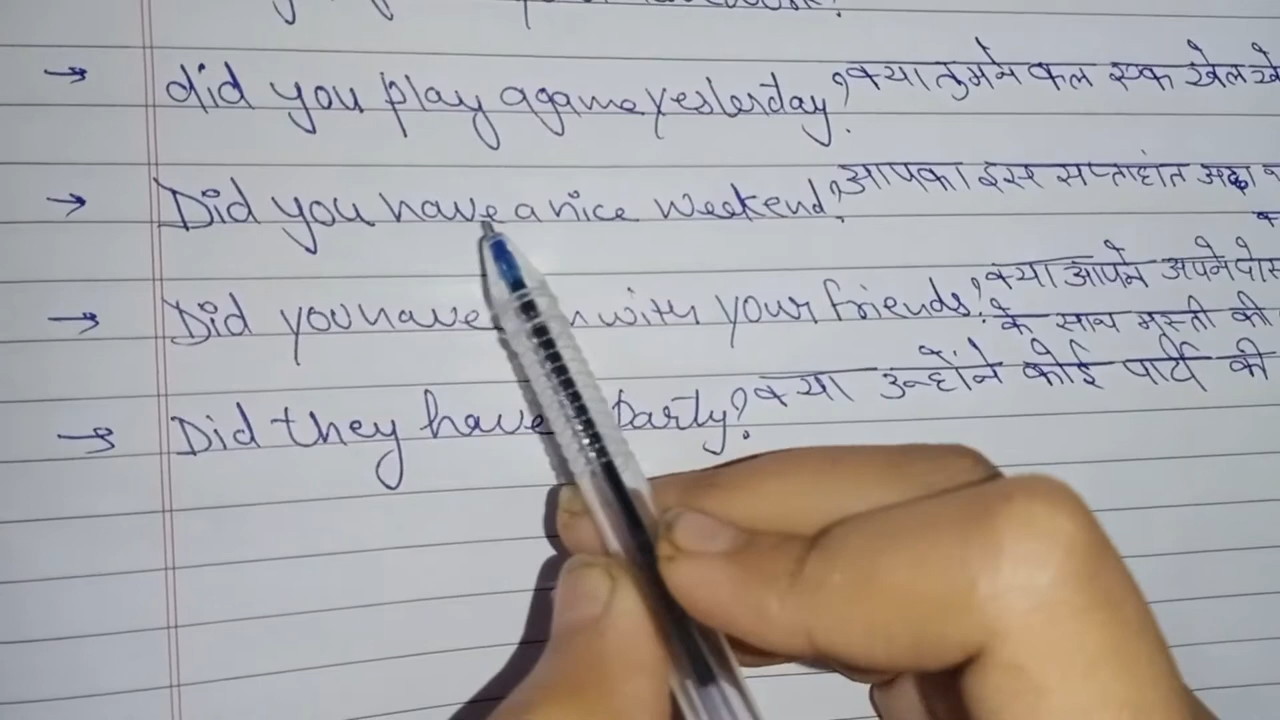 → did you play a game yesterday? क्या तुमने कल एक खेल
→ Did you have a nice weekend? आपका इस सप्ताहांत अच्छा
→ Did you have with your friends? क्या आपने अपने
के साथ मस्ती की
→ Did they have party? क्या उन्होंने कोई पार्टी की